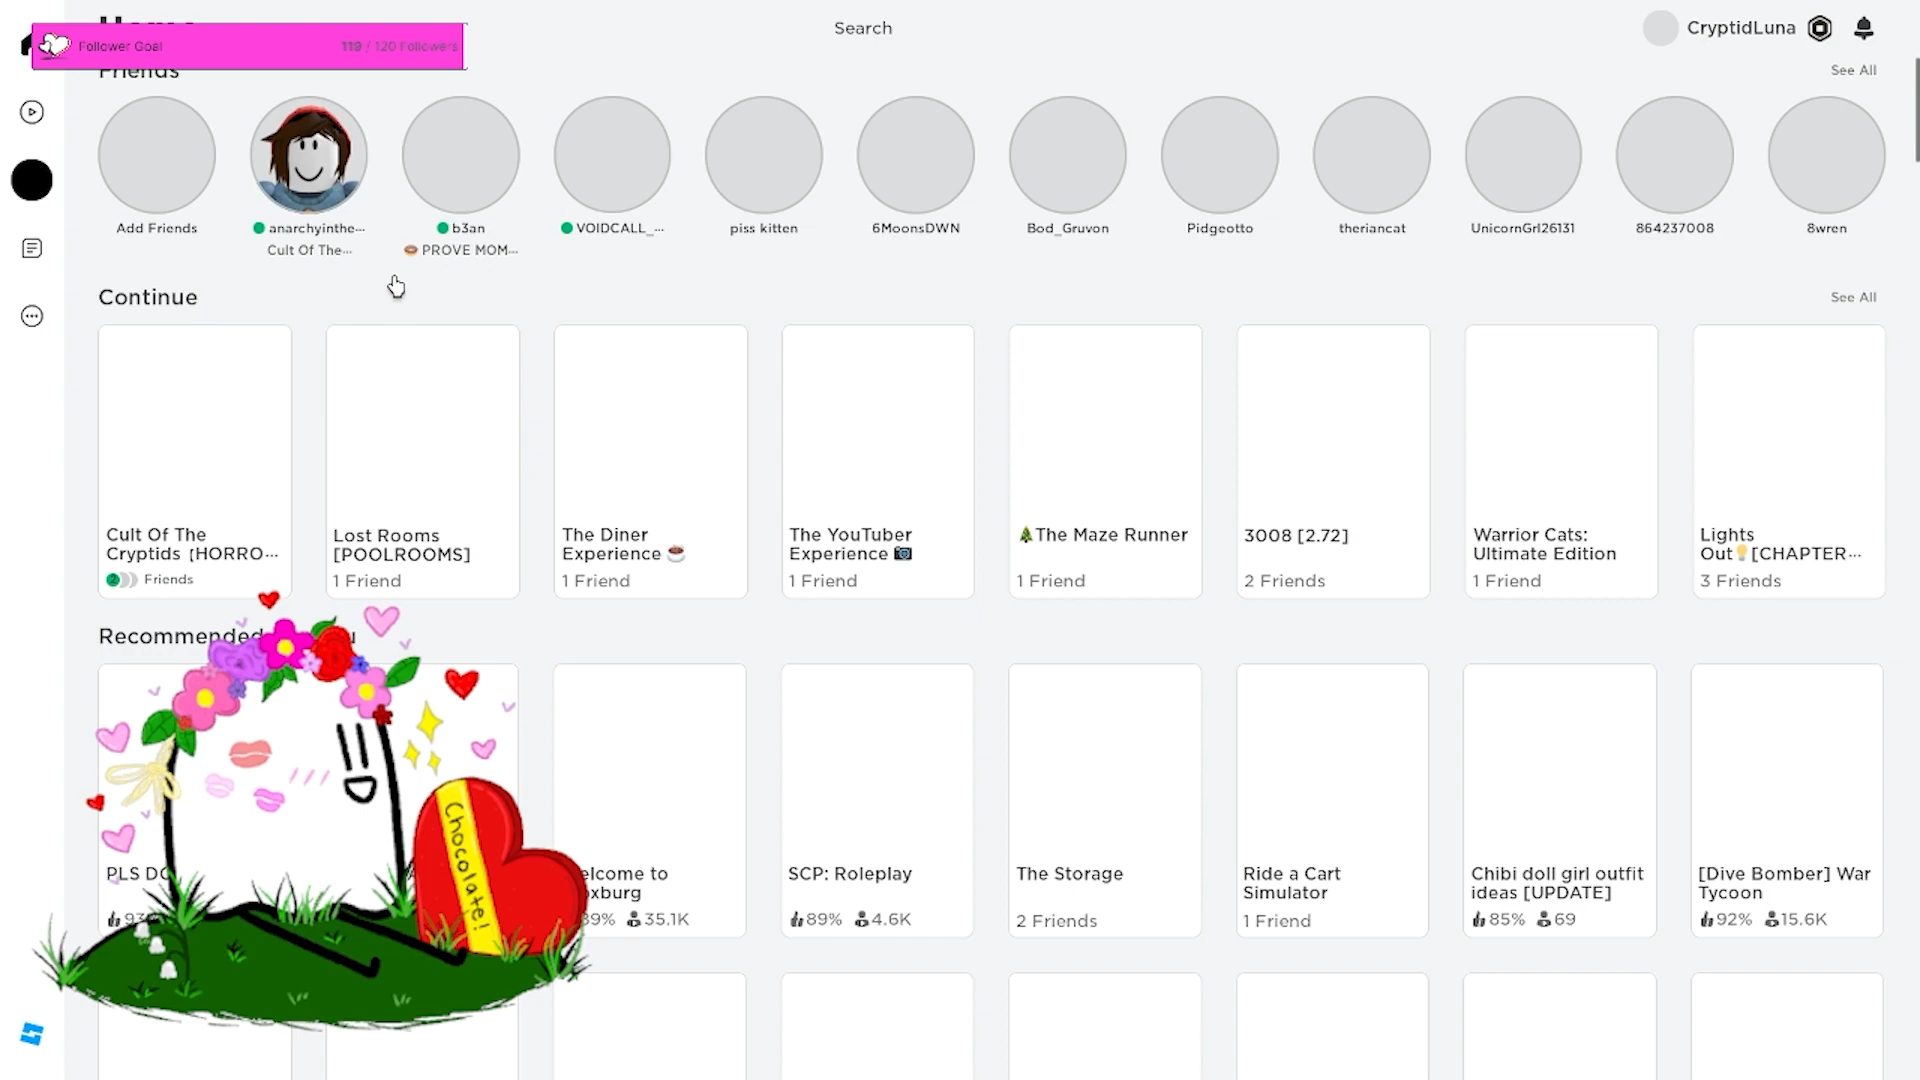 Follower Goal 119 / 120 Followers
Search
CryptidLuna
Friends
See All
Add Friends
anarchyinthe...
Cult Of The...
b3an
PROVE MOM...
VOIDCALL_...
piss kitten
6MoonsDWN
Bod_Gruvon
Pidgeotto
theriancat
UnicornGrl26131
864237008
8wren
Continue
See All
Cult Of The
Cryptids [HORRO...
2 Friends
Lost Rooms
[POOLROOMS]
1 Friend
The Diner
Experience ☕
1 Friend
The YouTuber
Experience 📷
1 Friend
🎄The Maze Runner
1 Friend
3008 [2.72]
2 Friends
Warrior Cats:
Ultimate Edition
1 Friend
Lights
Out💡[CHAPTER...
3 Friends
Recommended
PLS DO
93
elcome to
oxburg
89% 35.1K
SCP: Roleplay
89% 4.6K
The Storage
2 Friends
Ride a Cart
Simulator
1 Friend
Chibi doll girl outfit
ideas [UPDATE]
85% 69
[Dive Bomber] War
Tycoon
92% 15.6K
Chocolate!